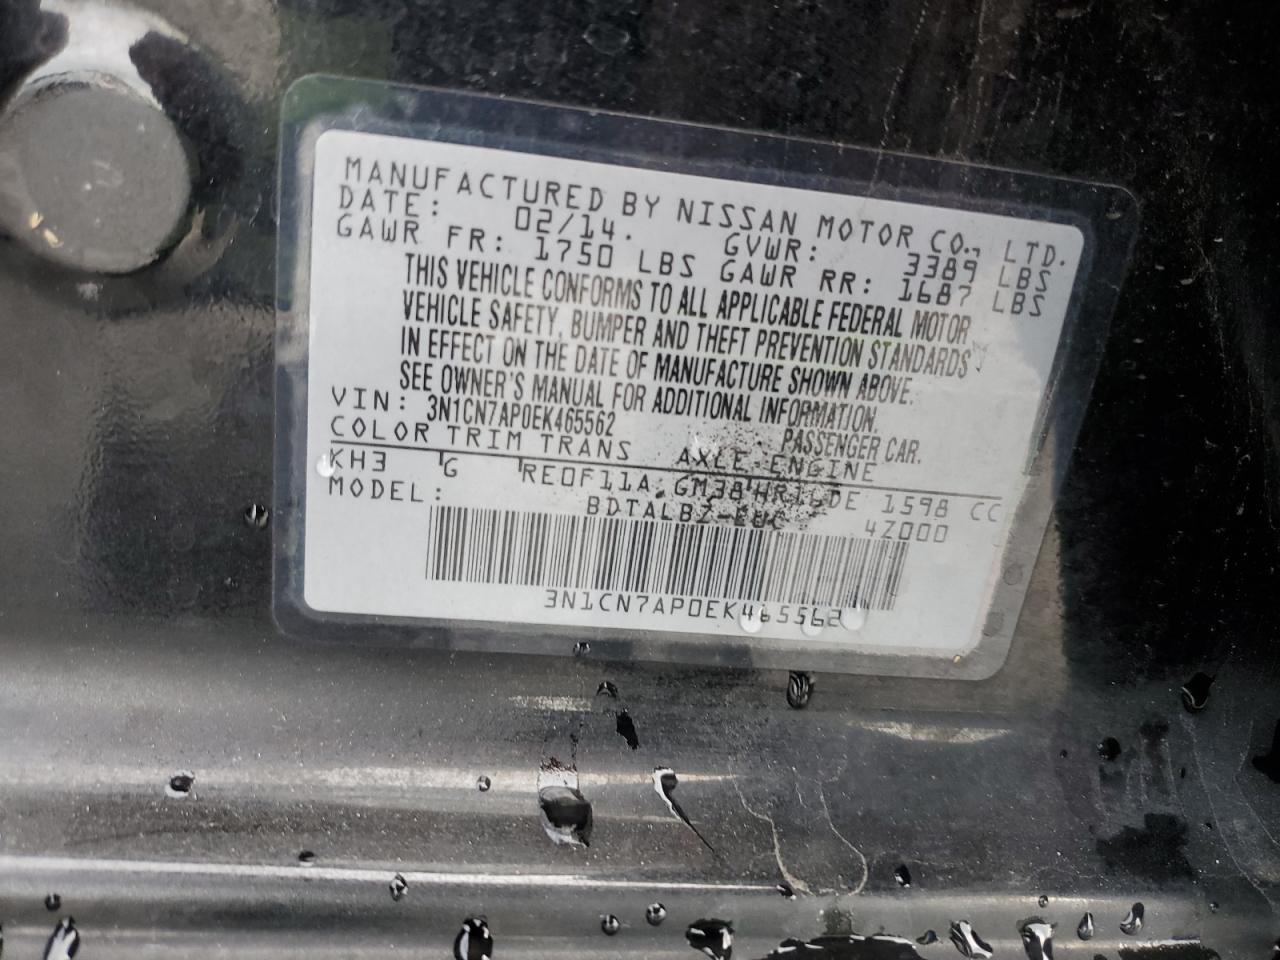 MANUFACTURED BY NISSAN MOTOR CO., LTD.
DATE: 02/14. GVWR: 3389 LBS
GAWR FR: 1750 LBS GAWR RR: 1687 LBS
THIS VEHICLE CONFORMS TO ALL APPLICABLE FEDERAL MOTOR
VEHICLE SAFETY, BUMPER AND THEFT PREVENTION STANDARDS
IN EFFECT ON THE DATE OF MANUFACTURE SHOWN ABOVE.
SEE OWNER'S MANUAL FOR ADDITIONAL INFORMATION.
VIN: 3N1CN7AP0EK465562 PASSENGER CAR.
COLOR TRIM TRANS AXLE ENGINE
KH3 G RE0F11A GM38 HR16DE 1598 CC
MODEL: 4Z000
3N1CN7AP0EK465562